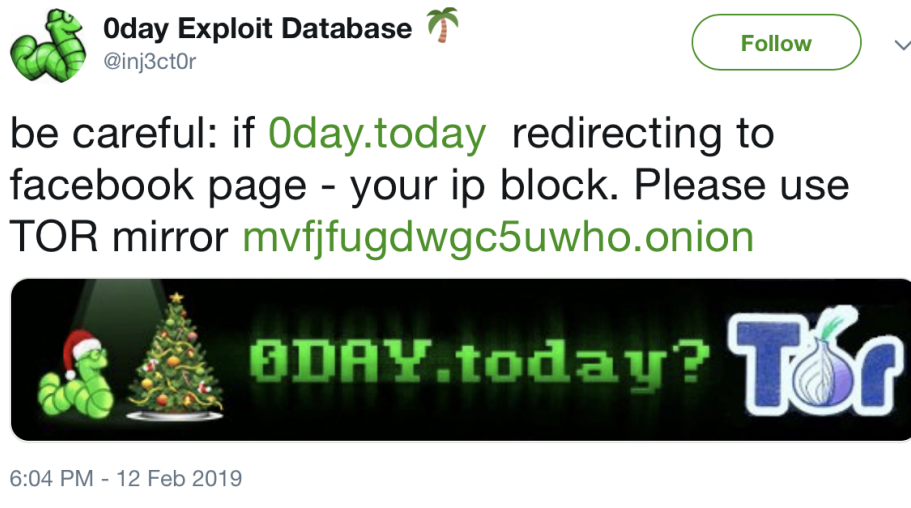 0day Exploit Database 🌴
@inj3ct0r
Follow
be careful: if 0day.today redirecting to
facebook page - your ip block. Please use
TOR mirror mvfjfugdwgc5uwho.onion
0DAY.today? Tor
6:04 PM - 12 Feb 2019